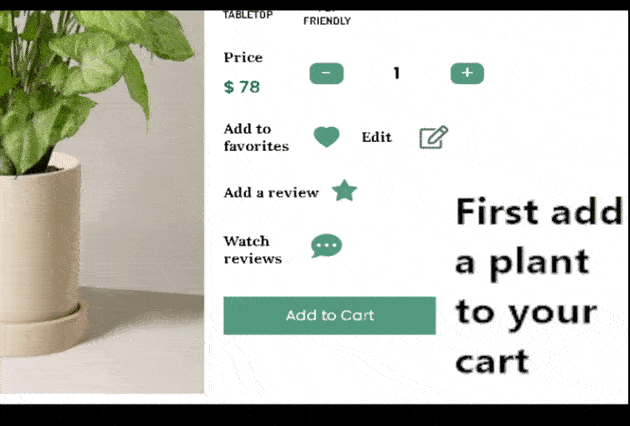 TABLETOP
FRIENDLY
Price
$ 78
− 1 +
Add to
favorites
Edit
Add a review
Watch
reviews
Add to Cart
First add
a plant
to your
cart